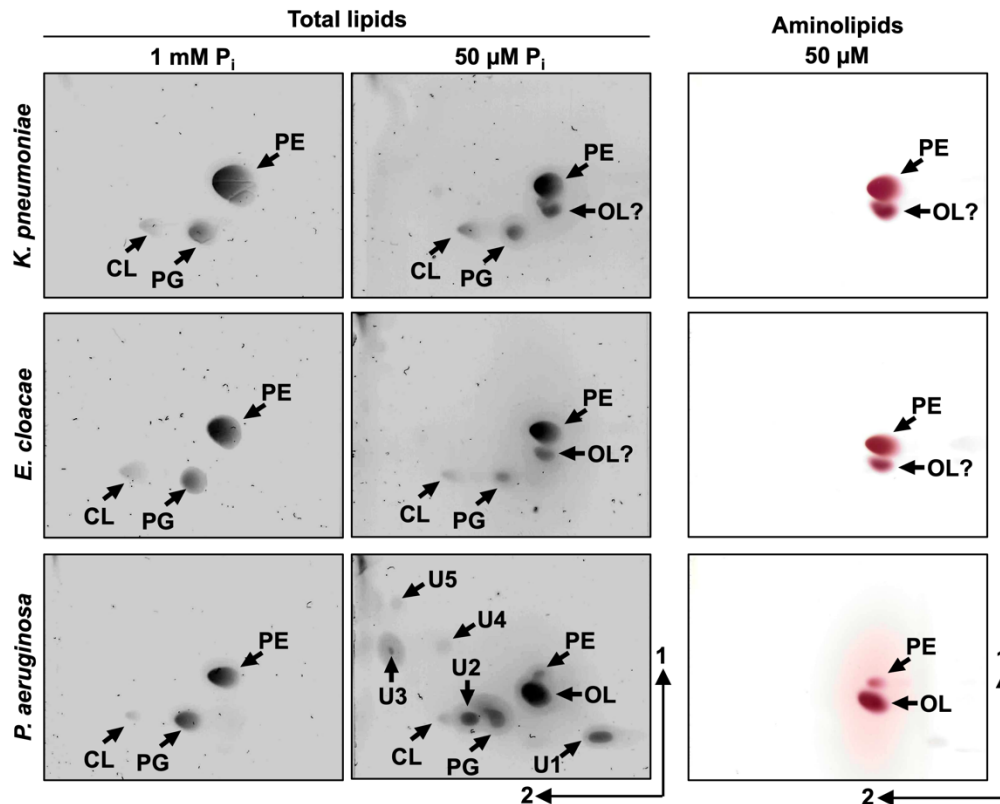 Total lipids
Aminolipids
1 mM Pi
50 µM Pi
50 µM
K. pneumoniae
PE
CL
PG
PE
OL?
CL
PG
PE
OL?
E. cloacae
PE
CL
PG
PE
OL?
CL
PG
PE
OL?
P. aeruginosa
PE
CL
PG
U5
U4
U2
PE
U3
OL
CL
PG
U1
1
2
PE
OL
1
2